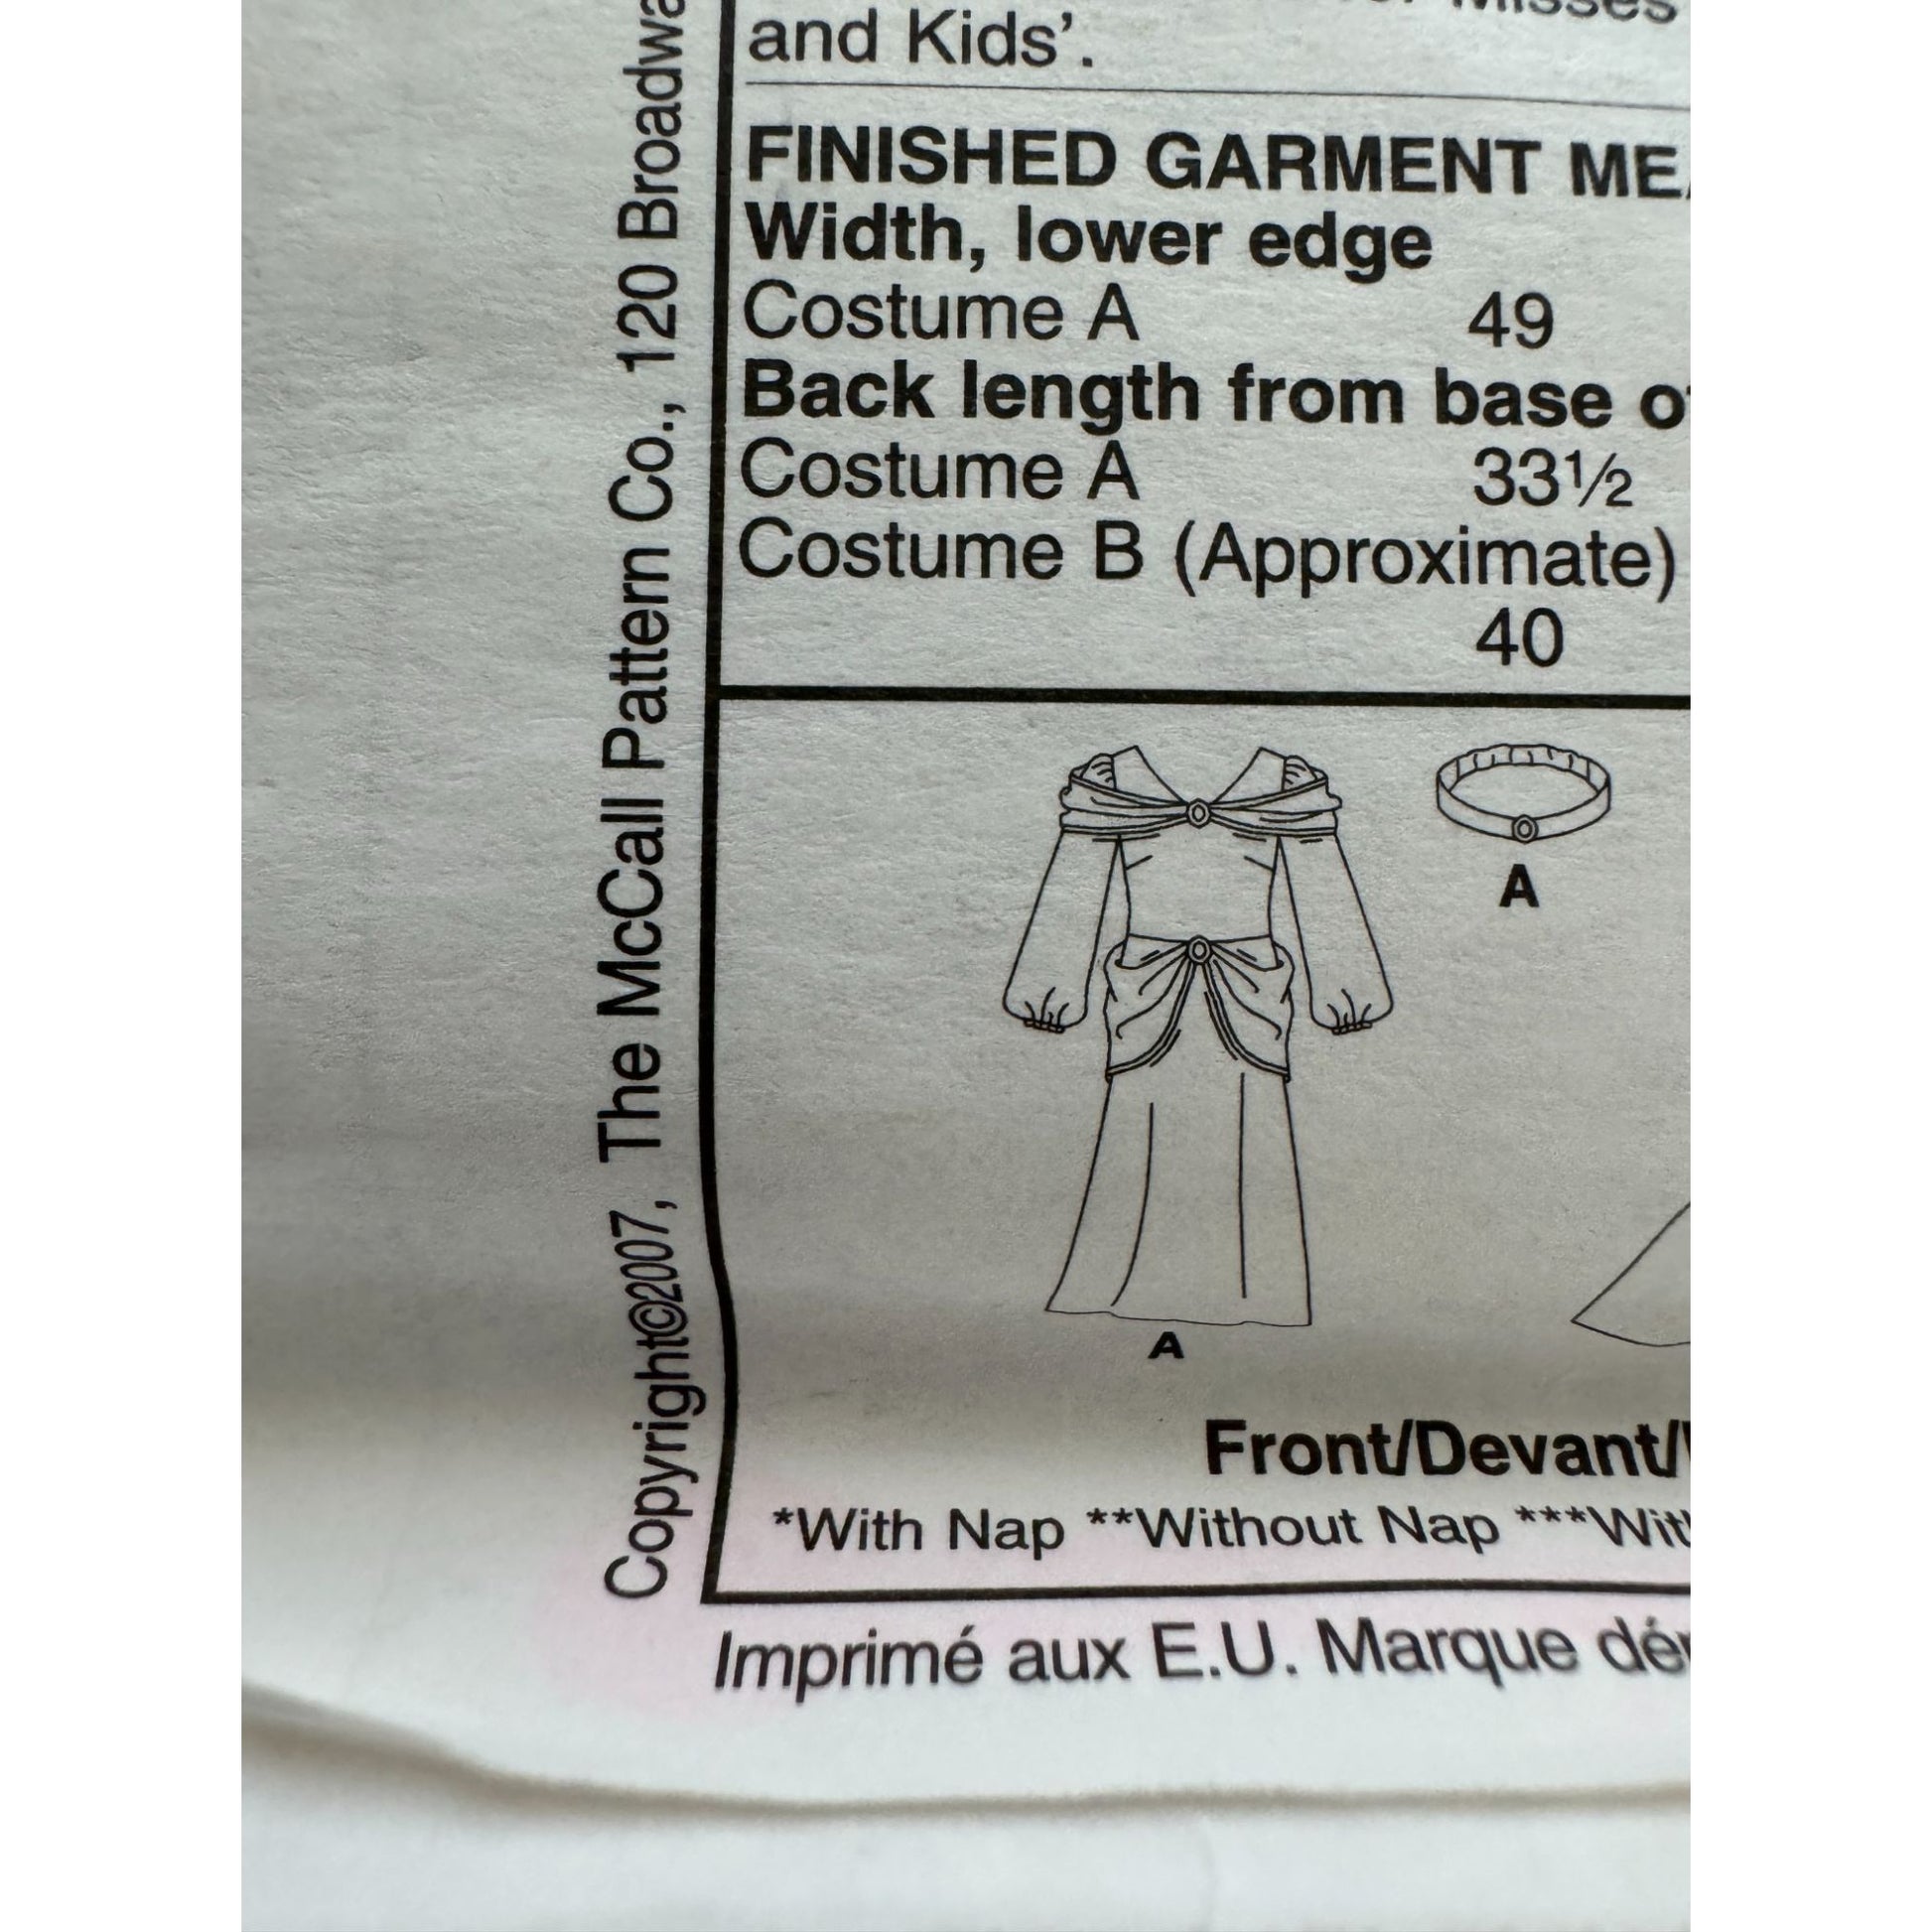 Misses
and Kids’.
FINISHED GARMENT
Width, lower edge
Costume A 49
Back length from base
Costume A 33½
Costume B (Approximate)
40
A
A
Front/Devant/
*With Nap **Without Nap
Imprimé aux E.U. Marque
Copyright©2007, The McCall Pattern Co., 120